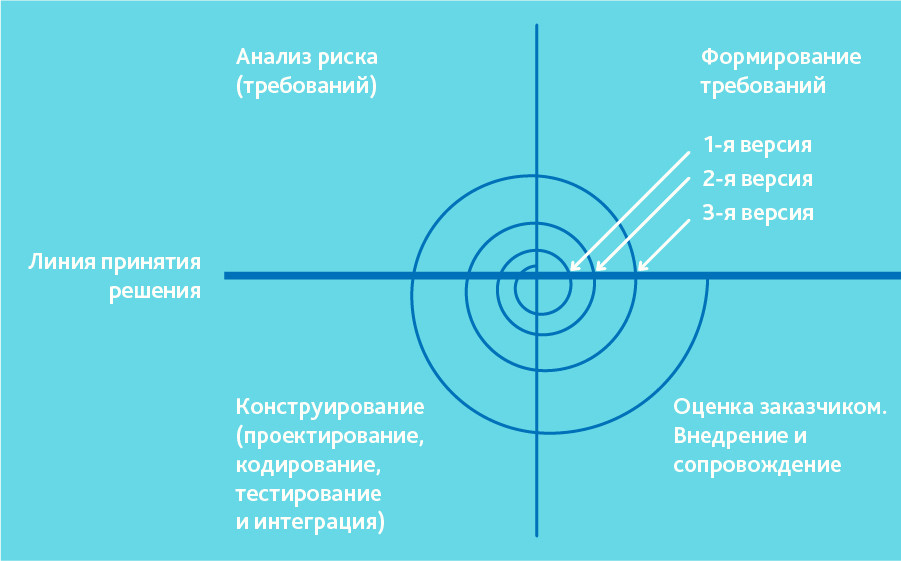 Анализ риска
(требований)
Формирование
требований
1-я версия
2-я версия
3-я версия
Линия принятия
решения
Конструирование
(проектирование,
кодирование,
тестирование
и интеграция)
Оценка заказчиком.
Внедрение и
сопровождение